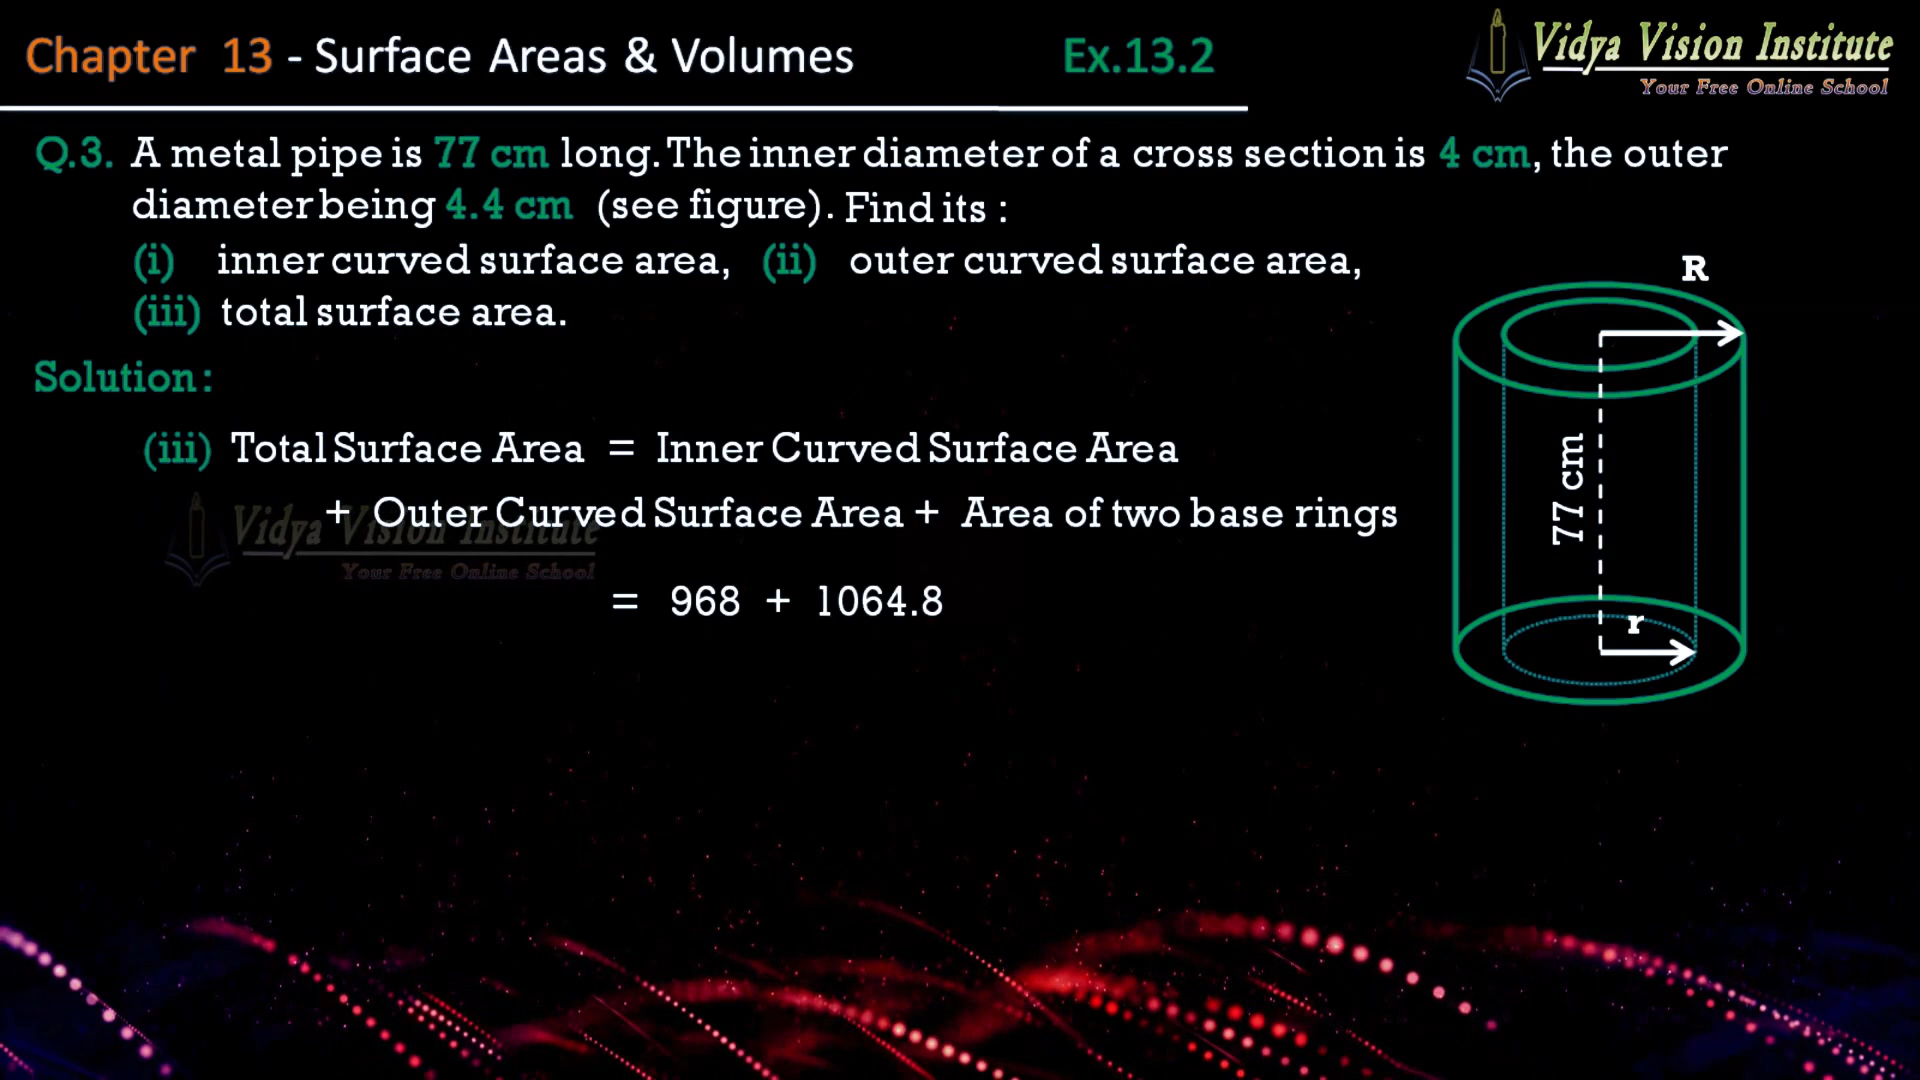 Chapter 13 - Surface Areas & Volumes
Ex.13.2
Vidya Vision Institute
Your Free Online School
Q.3. A metal pipe is 77 cm long. The inner diameter of a cross section is 4 cm, the outer
diameter being 4.4 cm (see figure). Find its :
(i) inner curved surface area, (ii) outer curved surface area,
(iii) total surface area.
R
Solution:
(iii) Total Surface Area = Inner Curved Surface Area
+ Outer Curved Surface Area + Area of two base rings
77 cm
Vidya Vision Institute
Your Free Online School
= 968 + 1064.8
r